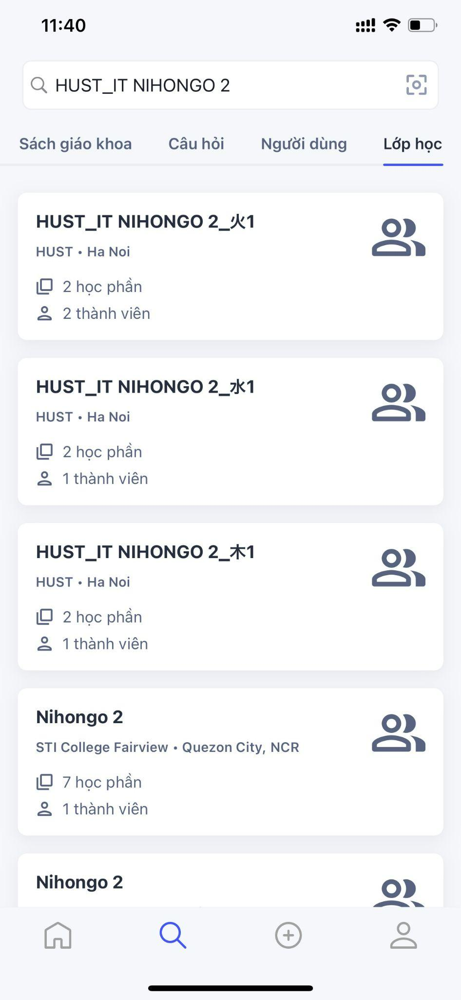 11:40
HUST_IT NIHONGO 2
Sách giáo khoa Câu hỏi Người dùng Lớp học
HUST_IT NIHONGO 2_火1
HUST • Ha Noi
2 học phần
2 thành viên
HUST_IT NIHONGO 2_水1
HUST • Ha Noi
2 học phần
1 thành viên
HUST_IT NIHONGO 2_木1
HUST • Ha Noi
2 học phần
1 thành viên
Nihongo 2
STI College Fairview • Quezon City, NCR
7 học phần
1 thành viên
Nihongo 2